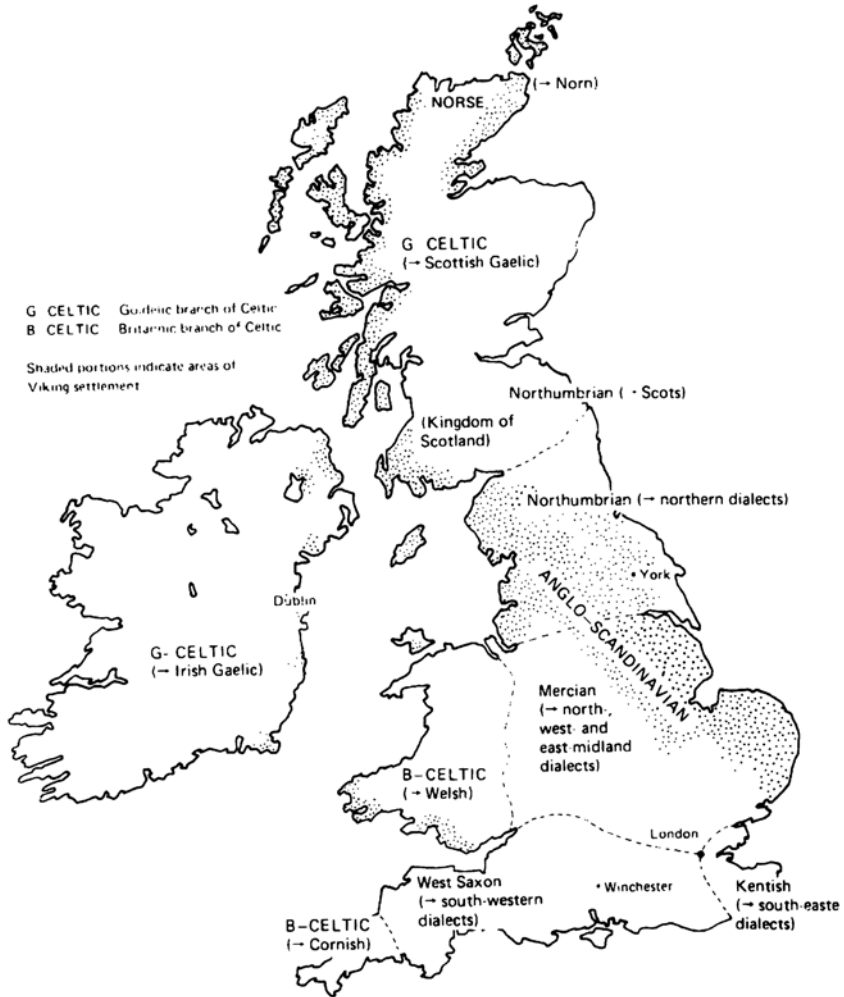 (→ Norn)
NORSE
G CELTIC
(→ Scottish Gaelic)
G CELTIC Goidelic branch of Celtic
B CELTIC Britannic branch of Celtic
Shaded portions indicate areas of
Viking settlement
Northumbrian ( · Scots)
(Kingdom of
Scotland)
Northumbrian (→ northern dialects)
York
ANGLO–SCANDINAVIAN
Dublin
G- CELTIC
(→ Irish Gaelic)
Mercian
(→ north-,
west- and
east-midland
dialects)
B–CELTIC
(→ Welsh)
London
West Saxon
(→ south-western
dialects)
Winchester
Kentish
(→ south-easte
dialects)
B–CELTIC
(→ Cornish)